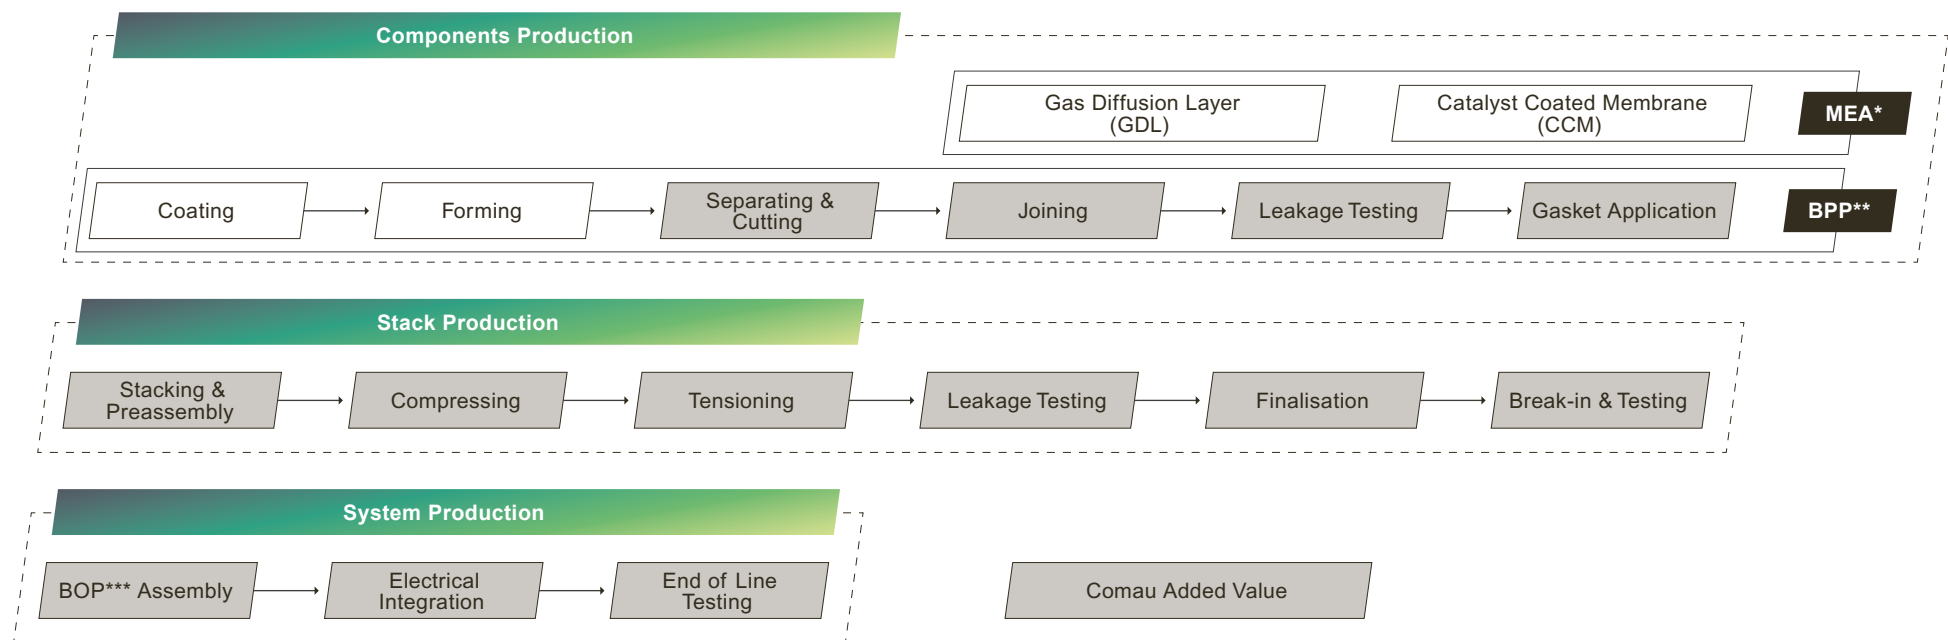 Components Production
Gas Diffusion Layer
(GDL)
Catalyst Coated Membrane
(CCM)
MEA*
Coating
Forming
Separating &
Cutting
Joining
Leakage Testing
Gasket Application
BPP**
Stack Production
Stacking &
Preassembly
Compressing
Tensioning
Leakage Testing
Finalisation
Break-in & Testing
System Production
BOP*** Assembly
Electrical
Integration
End of Line
Testing
Comau Added Value